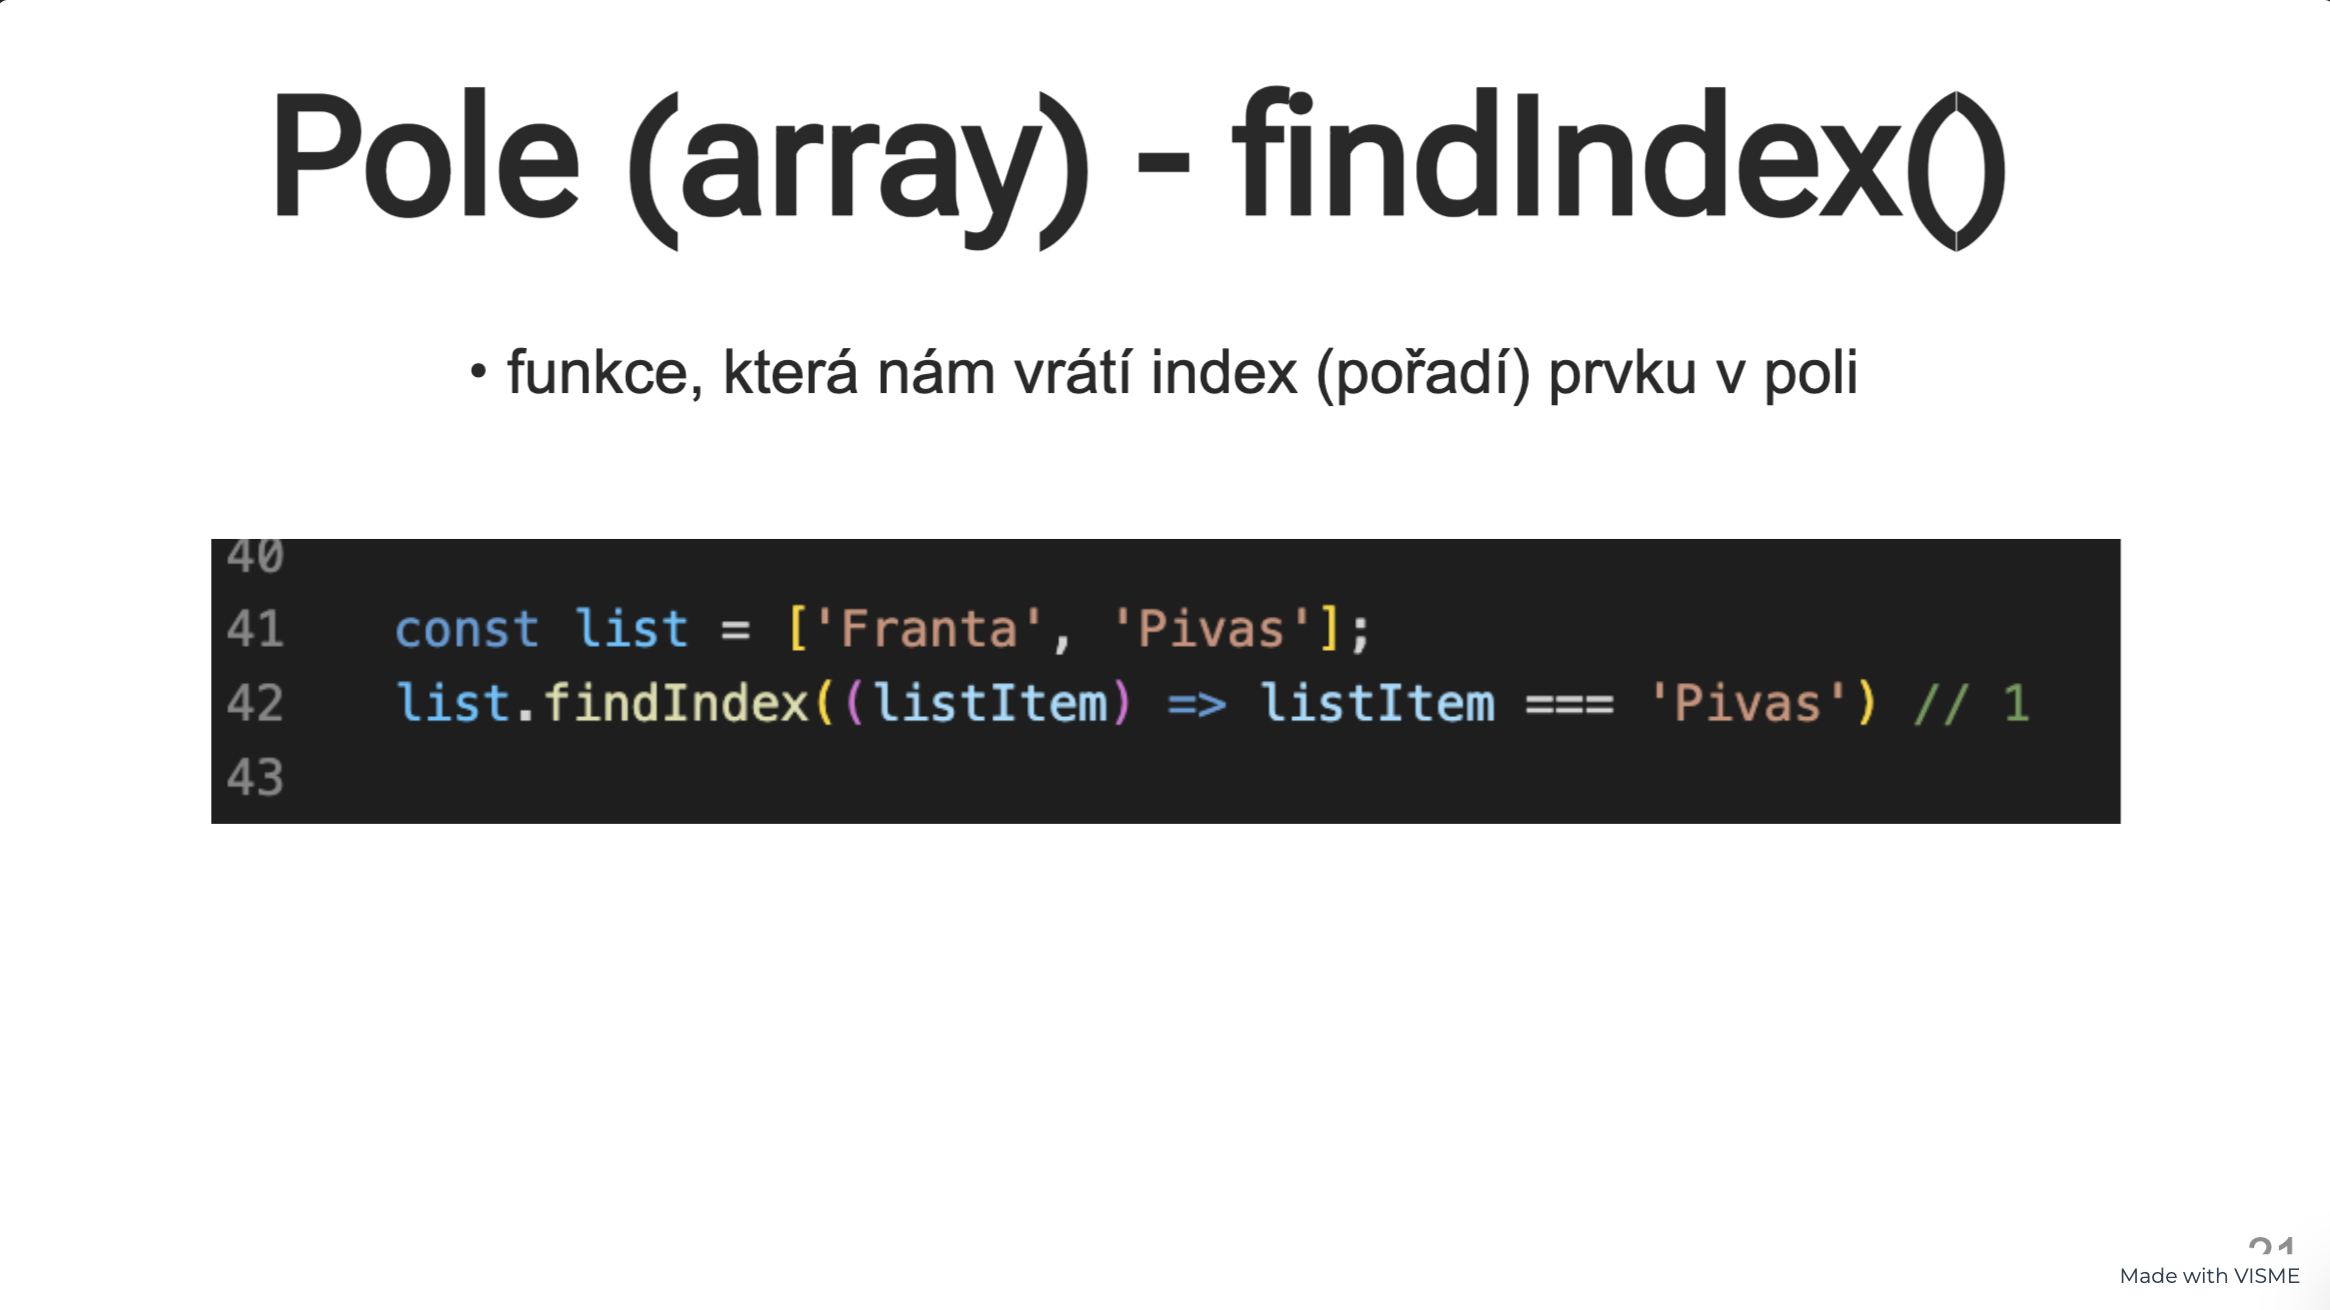 Pole (array) - findIndex()
• funkce, která nám vrátí index (pořadí) prvku v poli
40
41 const list = ['Franta', 'Pivas'];
42 list.findIndex((listItem) => listItem === 'Pivas') // 1
43
21
Made with VISME